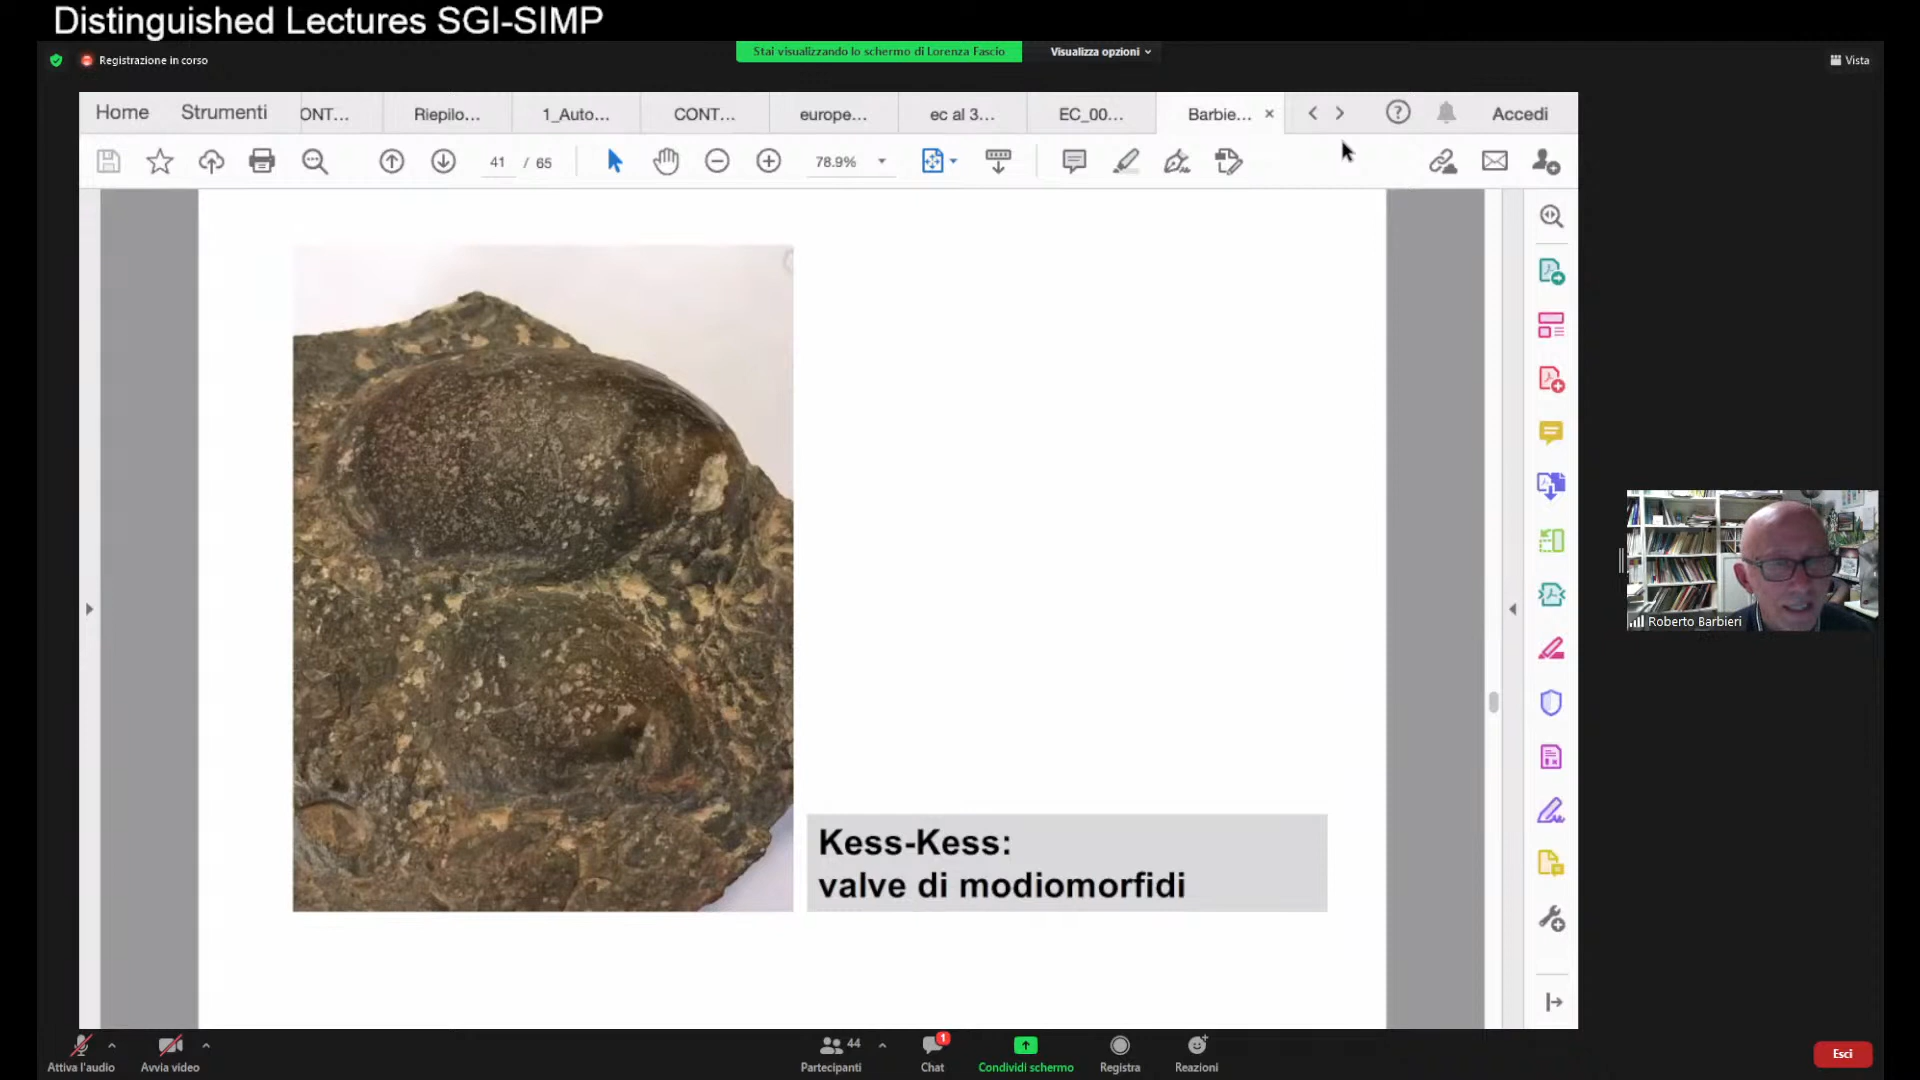 Distinguished Lectures SGI-SIMP
Stai visualizzando lo schermo di Lorenza Fascio
Visualizza opzioni
Registrazione in corso
Vista
Home
Strumenti
ONT...
Riepilo...
1_Auto...
CONT...
europe...
ec al 3...
EC_00...
Barbie...
Accedi
41 / 65
78.9%
Kess-Kess:
valve di modiomorfidi
Roberto Barbieri
Attiva l'audio
Avvia video
44
Partecipanti
1
Chat
Condividi schermo
Registra
Reazioni
Esci